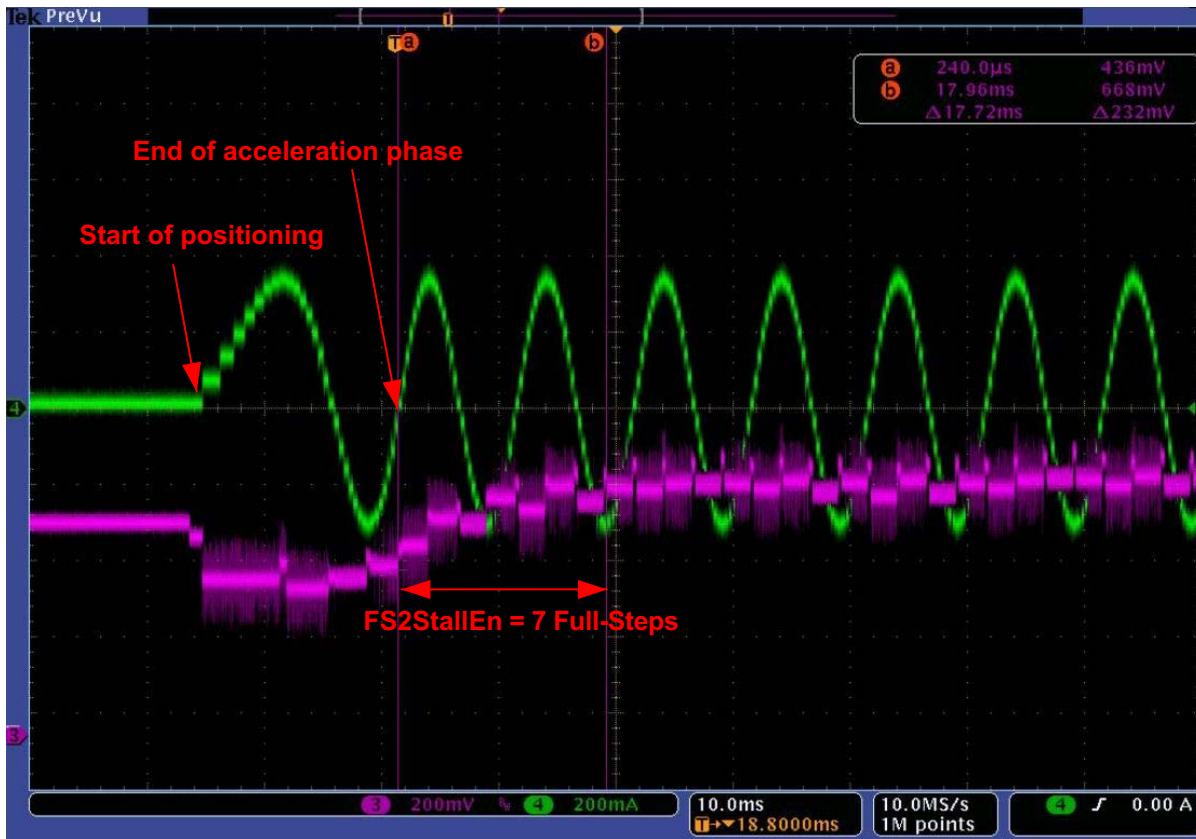 Tek PreVu
T
T a b
a 240.0µs 436mV
b 17.96ms 668mV
Δ17.72ms Δ232mV
End of acceleration phase
Start of positioning
4
FS2StallEn = 7 Full-Steps
3
3 200mV BW 4 200mA
10.0ms
T→▼18.8000ms
10.0MS/s
1M points
4 ƒ 0.00 A